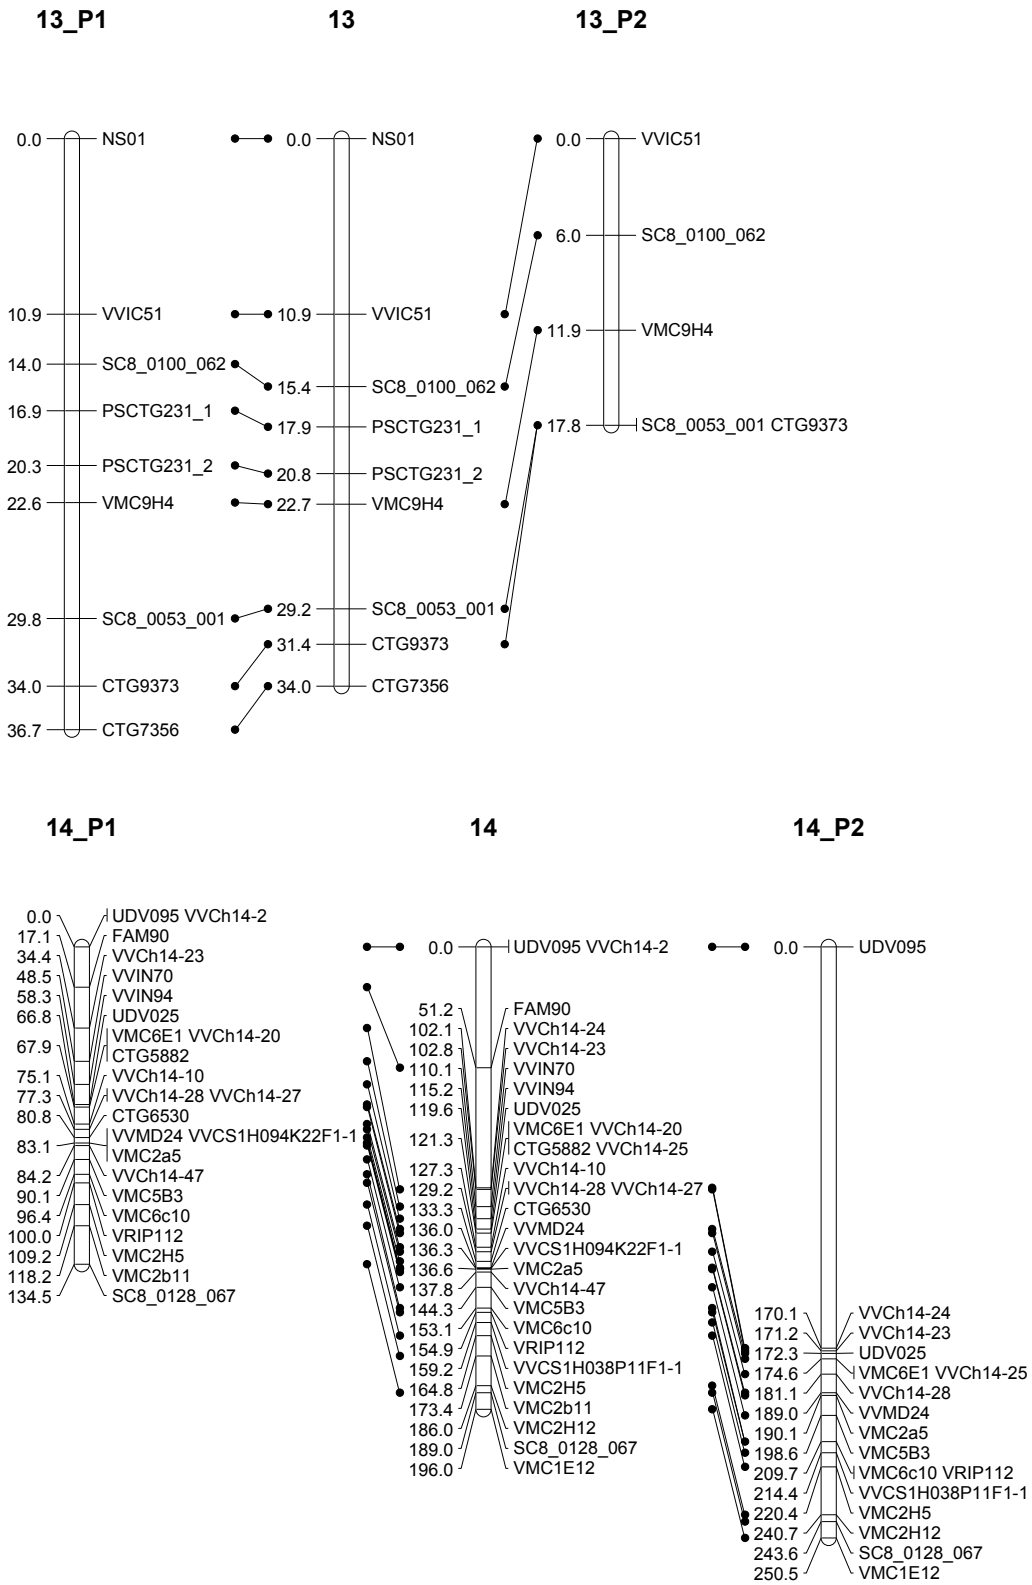 13_P1 13 13_P2
0.0 NS01
10.9 VVIC51
14.0 SC8_0100_062
16.9 PSCTG231_1
20.3 PSCTG231_2
22.6 VMC9H4
29.8 SC8_0053_001
34.0 CTG9373
36.7 CTG7356
0.0 NS01
10.9 VVIC51
15.4 SC8_0100_062
17.9 PSCTG231_1
20.8 PSCTG231_2
22.7 VMC9H4
29.2 SC8_0053_001
31.4 CTG9373
34.0 CTG7356
0.0 VVIC51
6.0 SC8_0100_062
11.9 VMC9H4
17.8 SC8_0053_001 CTG9373
14_P1 14 14_P2
0.0 UDV095 VVCh14-2
17.1 FAM90
34.4 VVCh14-23
48.5 VVIN70
58.3 VVIN94
66.8 UDV025
67.9 VMC6E1 VVCh14-20
CTG5882
75.1 VVCh14-10
77.3 VVCh14-28 VVCh14-27
80.8 CTG6530
83.1 VVMD24 VVCS1H094K22F1-1
VMC2a5
84.2 VVCh14-47
90.1 VMC5B3
96.4 VMC6c10
100.0 VRIP112
109.2 VMC2H5
118.2 VMC2b11
134.5 SC8_0128_067
0.0 UDV095 VVCh14-2
51.2 FAM90
102.1 VVCh14-24
102.8 VVCh14-23
110.1 VVIN70
115.2 VVIN94
119.6 UDV025
121.3 VMC6E1 VVCh14-20
CTG5882 VVCh14-25
127.3 VVCh14-10
129.2 VVCh14-28 VVCh14-27
133.3 CTG6530
136.0 VVMD24
136.3 VVCS1H094K22F1-1
136.6 VMC2a5
137.8 VVCh14-47
144.3 VMC5B3
153.1 VMC6c10
154.9 VRIP112
159.2 VVCS1H038P11F1-1
164.8 VMC2H5
173.4 VMC2b11
186.0 VMC2H12
189.0 SC8_0128_067
196.0 VMC1E12
0.0 UDV095
170.1 VVCh14-24
171.2 VVCh14-23
172.3 UDV025
174.6 VMC6E1 VVCh14-25
181.1 VVCh14-28
189.0 VVMD24
190.1 VMC2a5
198.6 VMC5B3
209.7 VMC6c10 VRIP112
214.4 VVCS1H038P11F1-1
220.4 VMC2H5
240.7 VMC2H12
243.6 SC8_0128_067
250.5 VMC1E12